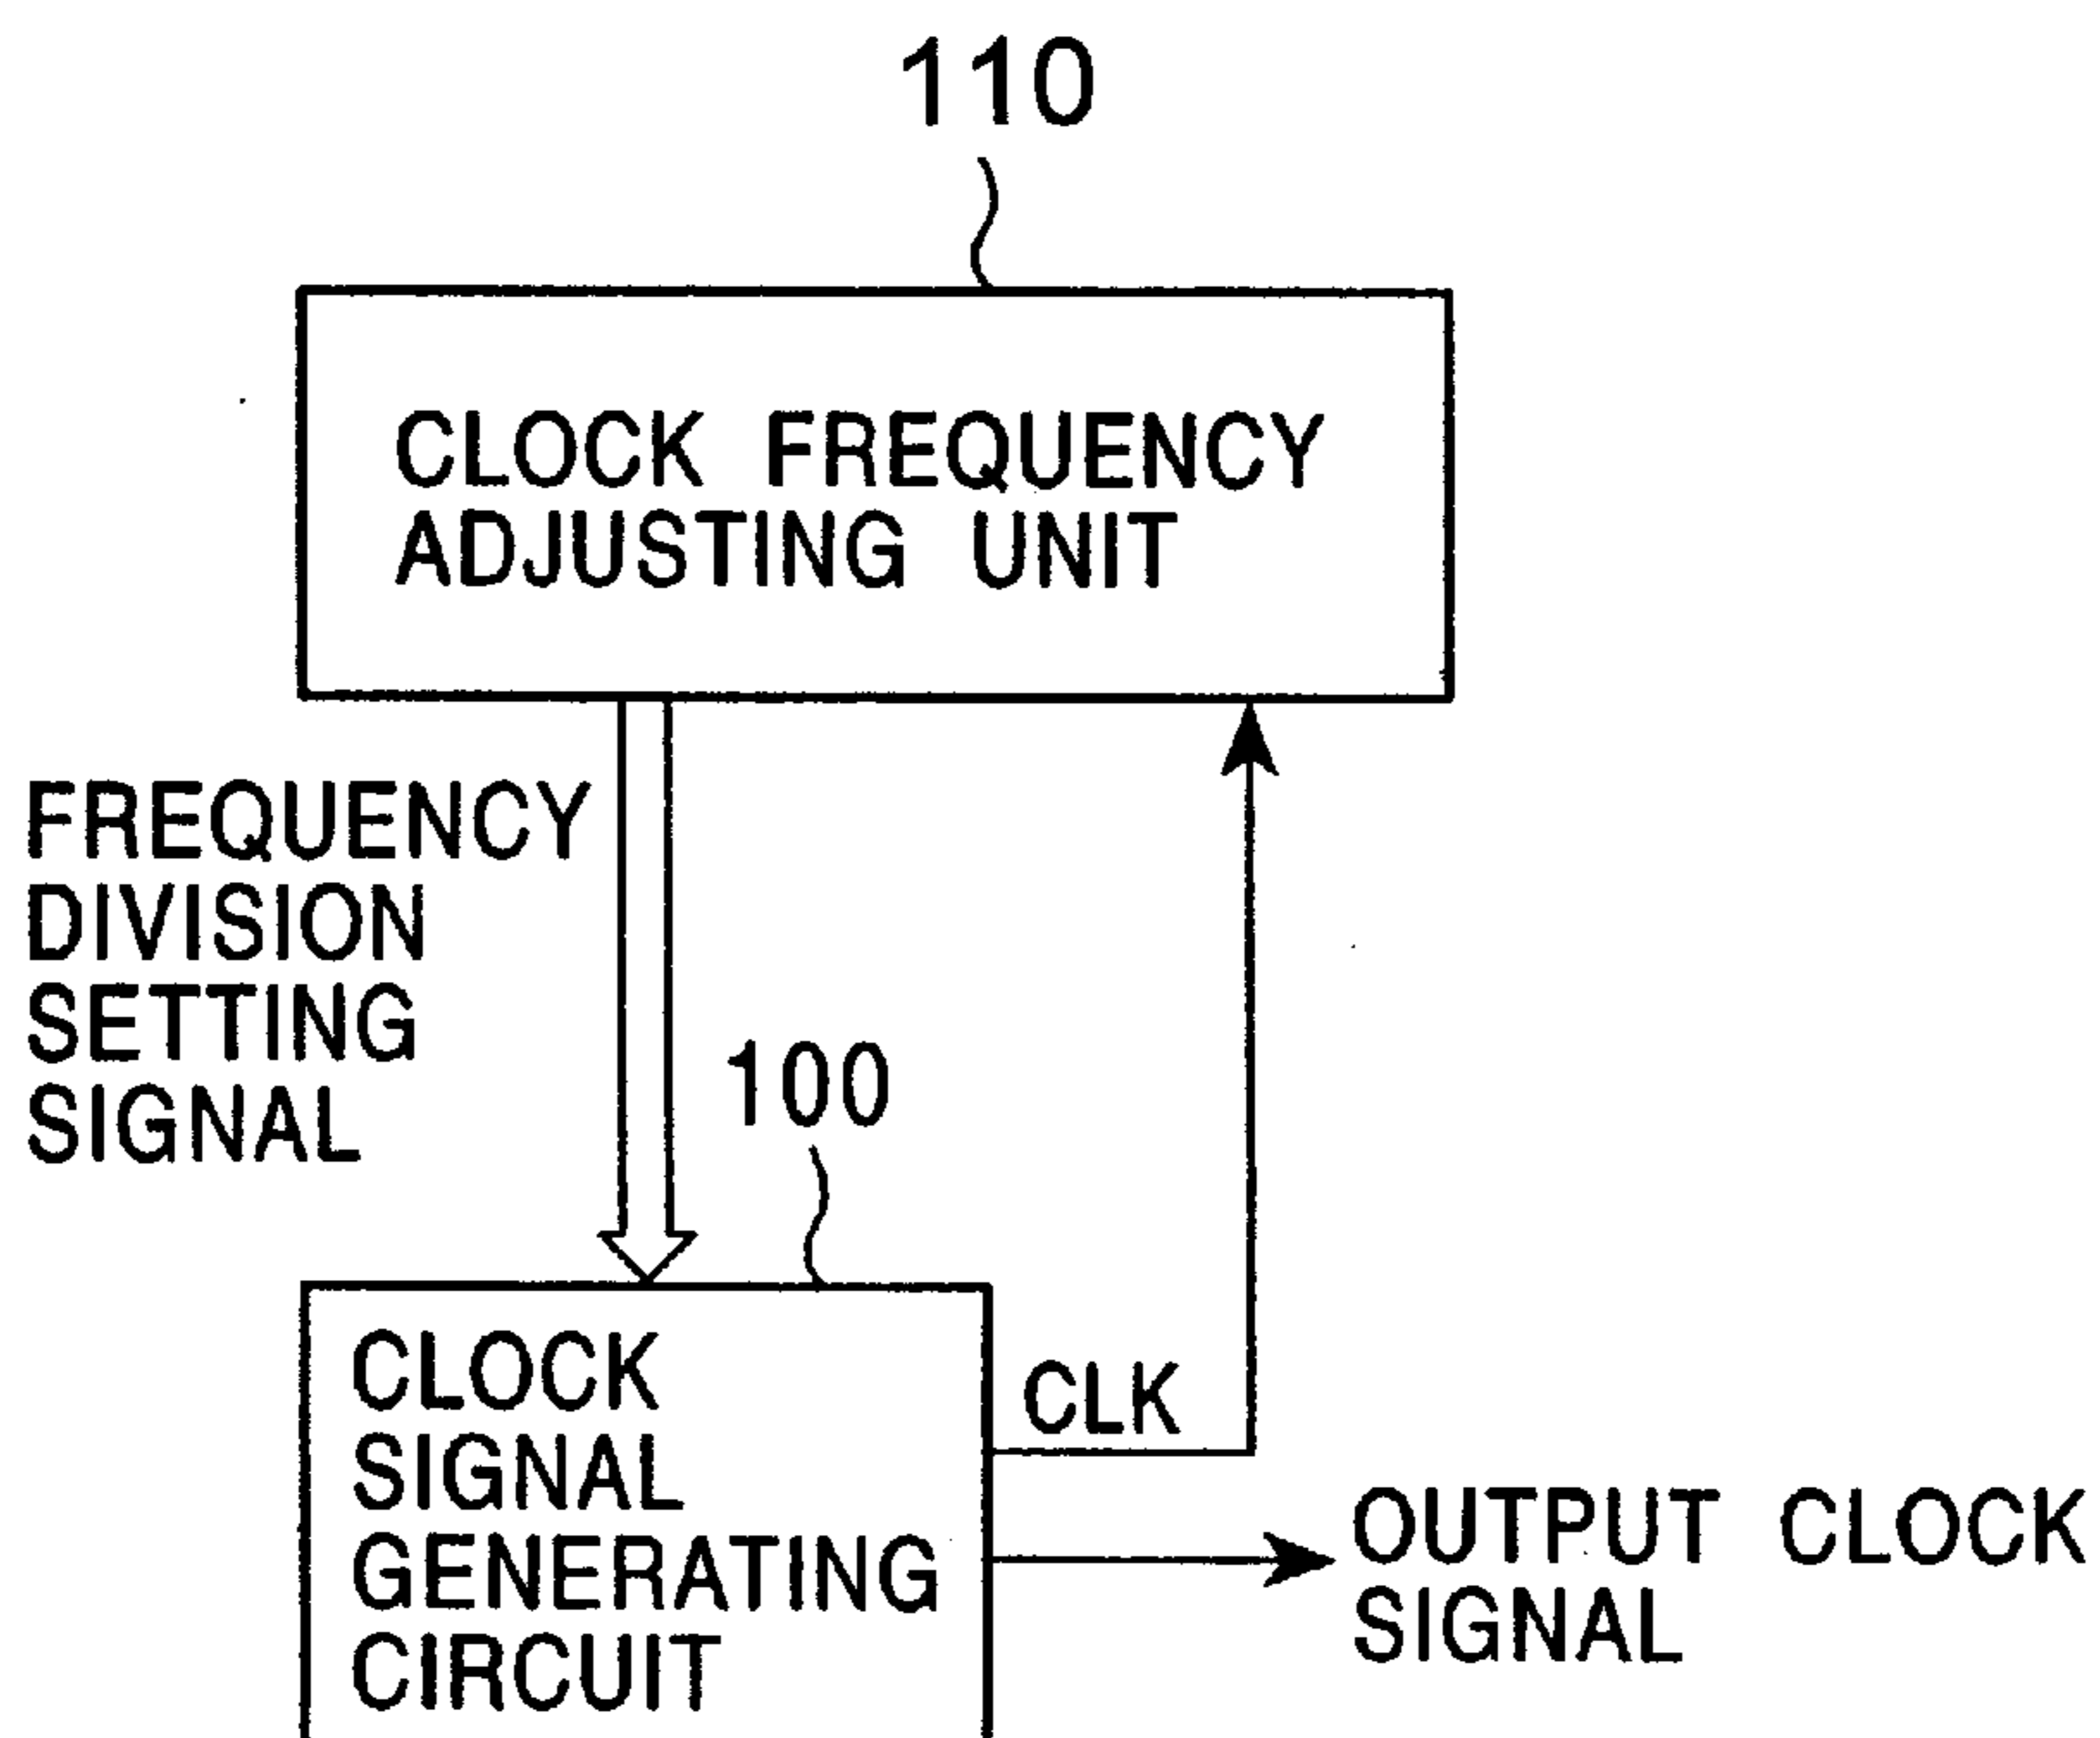 110
CLOCK FREQUENCY
ADJUSTING UNIT
FREQUENCY
DIVISION
SETTING
SIGNAL
100
CLOCK
SIGNAL
GENERATING
CIRCUIT
CLK
OUTPUT CLOCK
SIGNAL